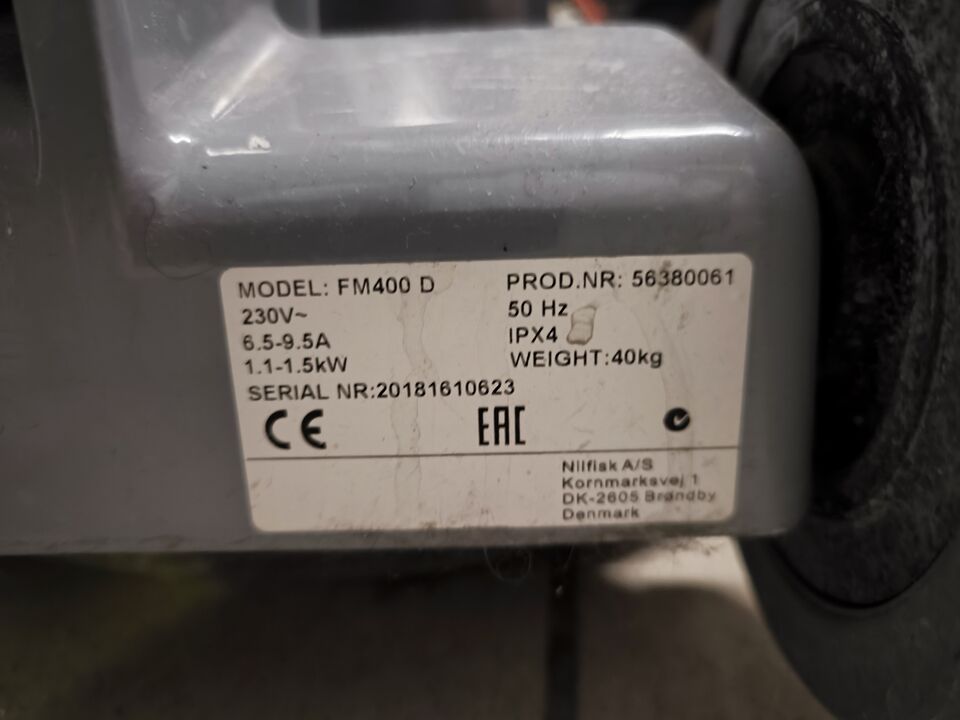 MODEL: FM400 D PROD.NR: 56380061
230V~ 50 Hz
6.5-9.5A IPX4
1.1-1.5kW WEIGHT:40kg
SERIAL NR:20181610623
CE EAC
Nilfisk A/S
Kornmarksvej 1
DK-2605 Brøndby
Denmark